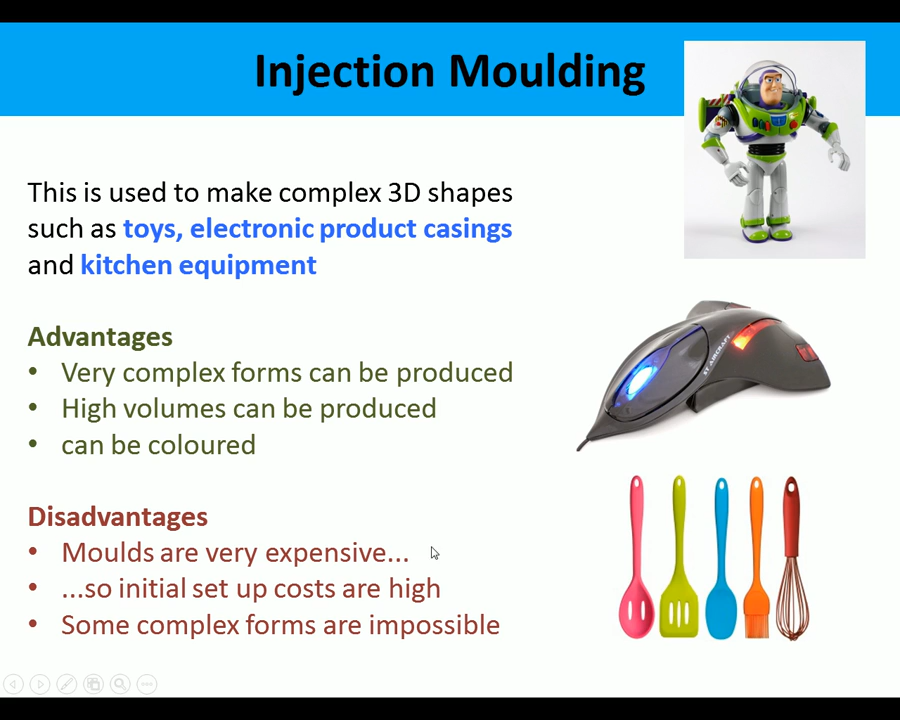 Injection Moulding
This is used to make complex 3D shapes
such as toys, electronic product casings
and kitchen equipment
Advantages
• Very complex forms can be produced
• High volumes can be produced
• can be coloured
Disadvantages
• Moulds are very expensive...
• ...so initial set up costs are high
• Some complex forms are impossible